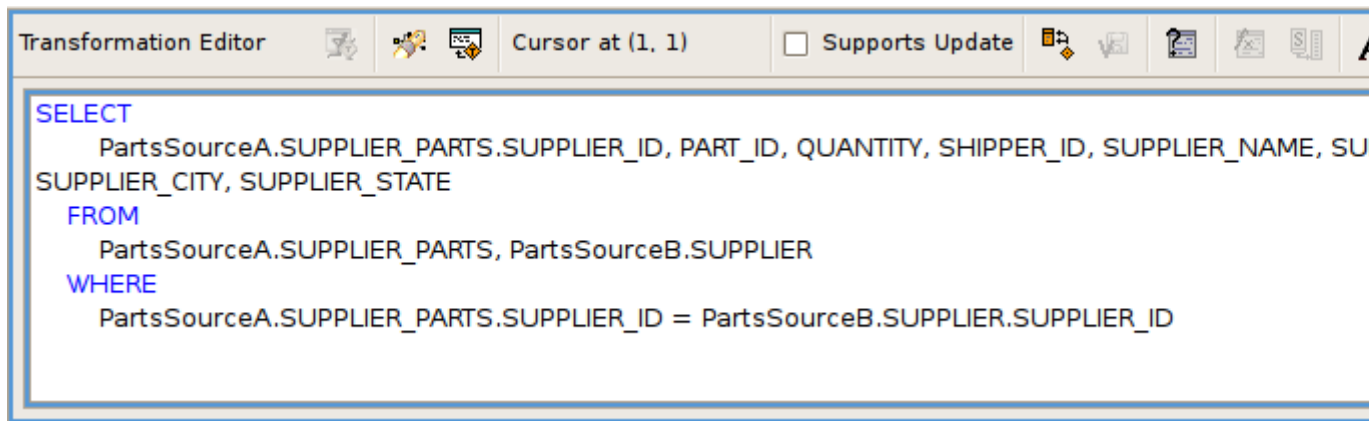 Transformation Editor Cursor at (1, 1) Supports Update
SELECT
PartsSourceA.SUPPLIER_PARTS.SUPPLIER_ID, PART_ID, QUANTITY, SHIPPER_ID, SUPPLIER_NAME, SU
SUPPLIER_CITY, SUPPLIER_STATE
FROM
PartsSourceA.SUPPLIER_PARTS, PartsSourceB.SUPPLIER
WHERE
PartsSourceA.SUPPLIER_PARTS.SUPPLIER_ID = PartsSourceB.SUPPLIER.SUPPLIER_ID